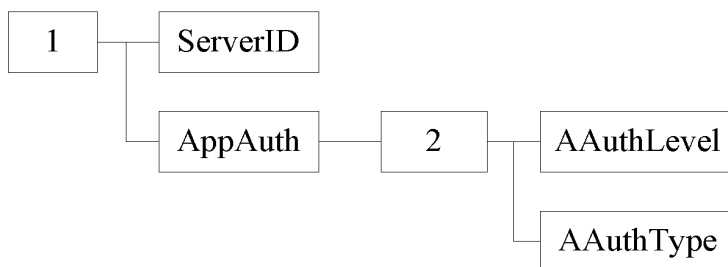 1
ServerID
AppAuth
2
AAuthLevel
AAuthType